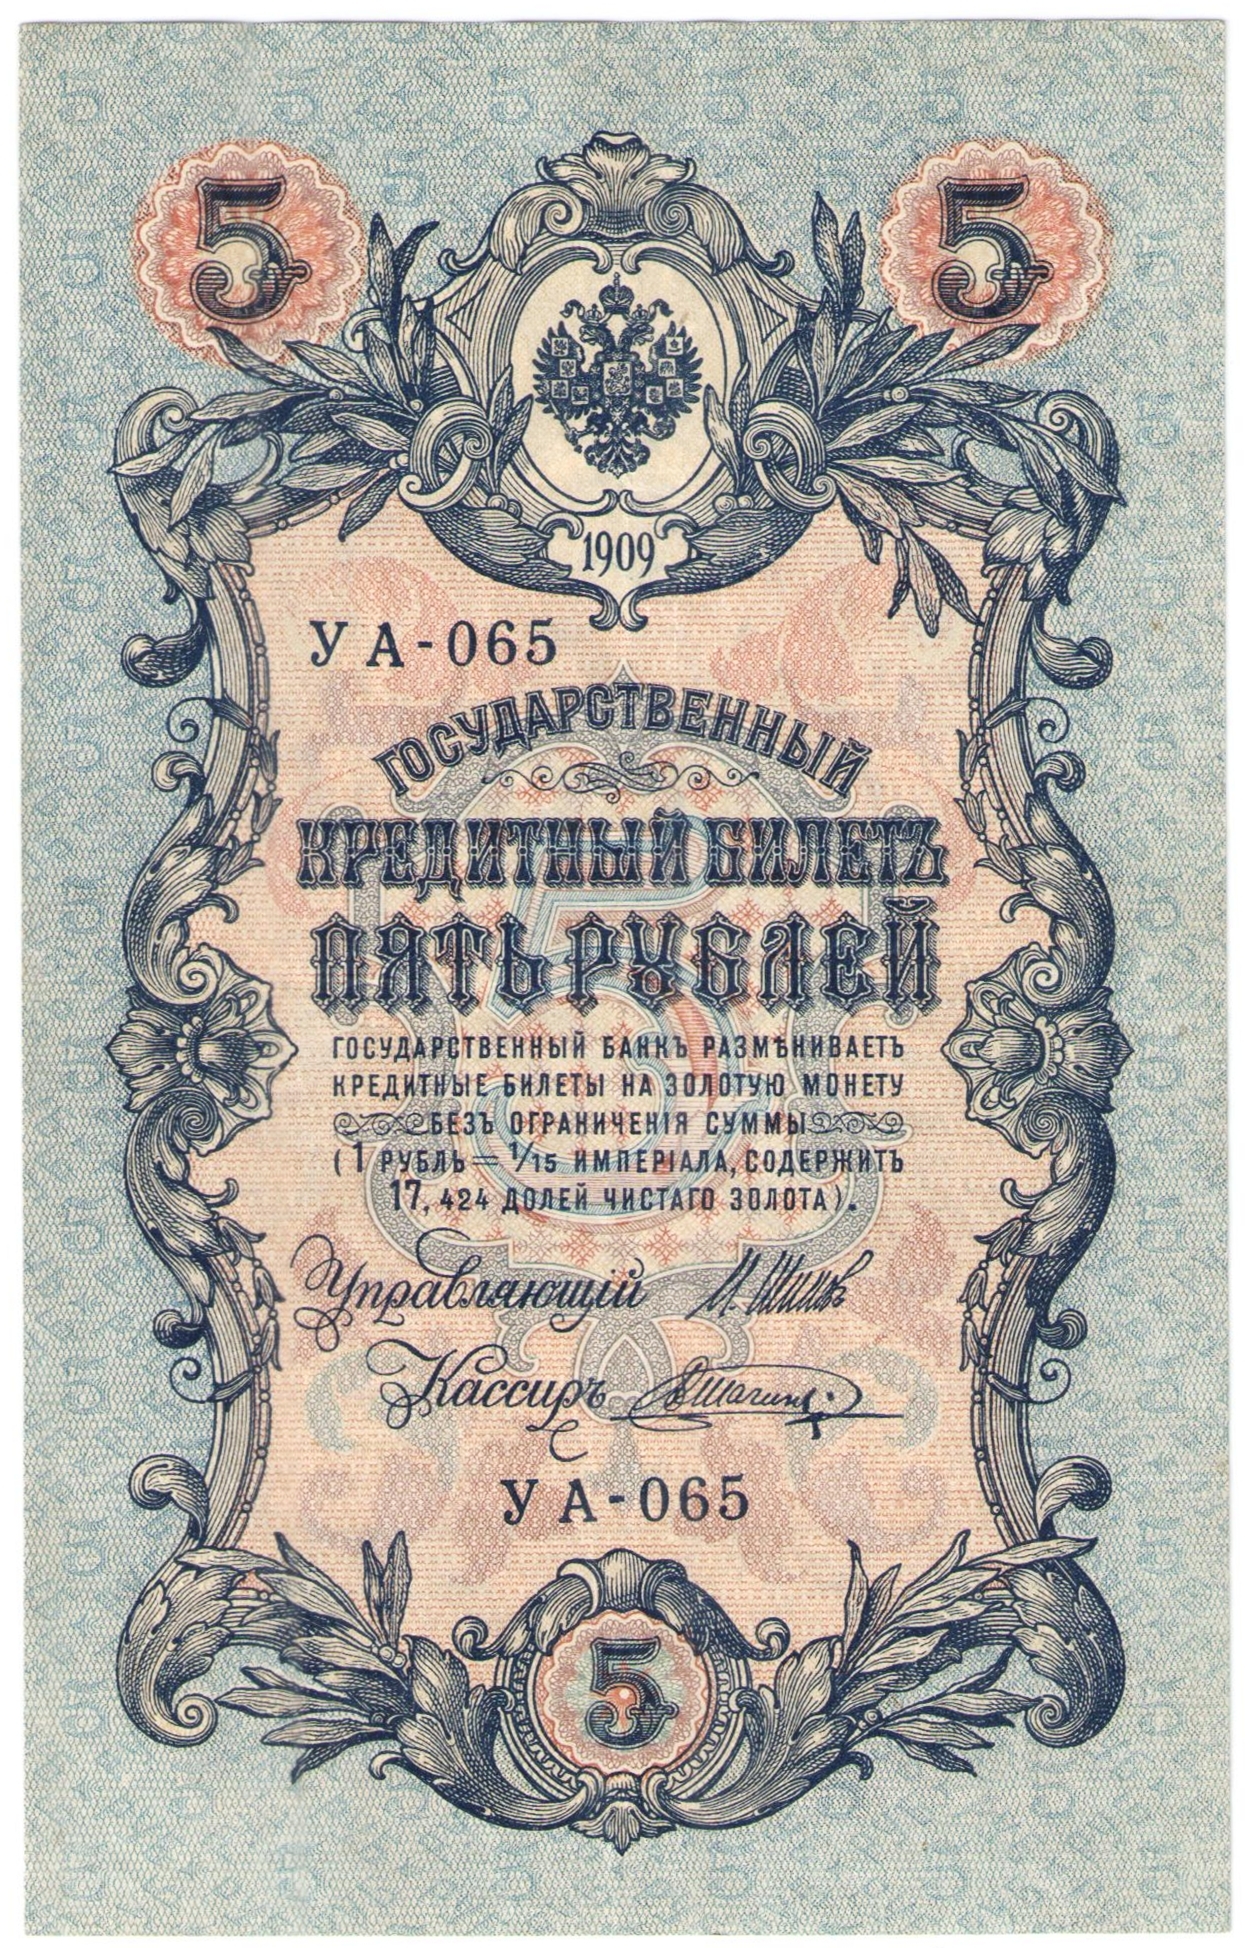 5 5
1909
УА-065
ГОСУДАРСТВЕННЫЙ
КРЕДИТНЫЙ БИЛЕТЪ
ПЯТЬ РУБЛЕЙ
ГОСУДАРСТВЕННЫЙ БАНКЪ РАЗМѢНИВАЕТЪ
КРЕДИТНЫЕ БИЛЕТЫ НА ЗОЛОТУЮ МОНЕТУ
БЕЗЪ ОГРАНИЧЕНІЯ СУММЫ
(1 РУБЛЬ = 1/15 ИМПЕРІАЛА, СОДЕРЖИТЪ
17,424 ДОЛЕЙ ЧИСТАГО ЗОЛОТА).
Управляющій И. Шипов
Кассиръ
УА-065
5